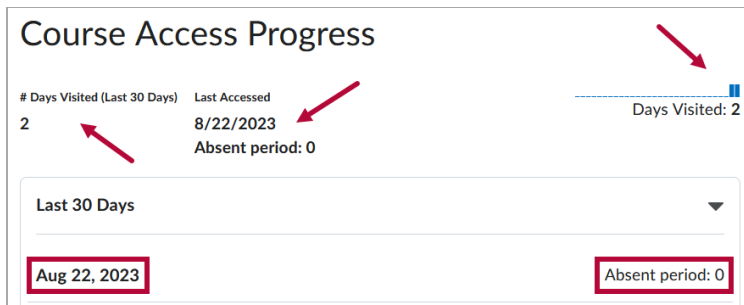 Course Access Progress
# Days Visited (Last 30 Days) Last Accessed
2 8/22/2023
Absent period: 0
Days Visited: 2
Last 30 Days
Aug 22, 2023 Absent period: 0